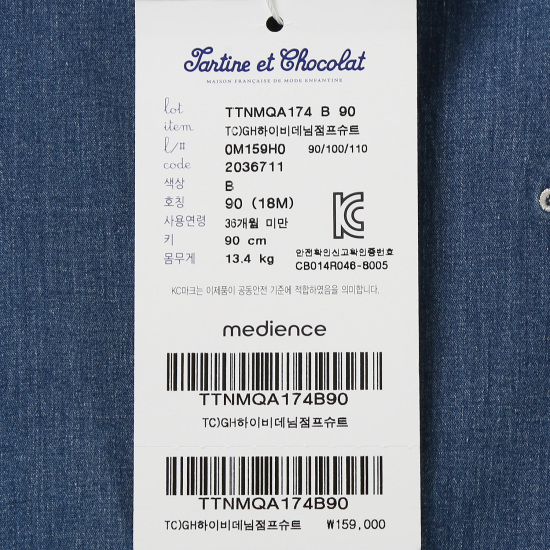 Tartine et Chocolat
MAISON FRANÇAISE DE MODE ENFANTINE
lot TTNMQA174 B 90
item TC)GH하이비데님점프슈트
l/# 0M159H0 90/100/110
code 2036711
색상 B
호칭 90 (18M)
사용연령 36개월 미만
키 90 cm
몸무게 13.4 kg
안전확인신고확인증번호
CB014R046-8005
KC마크는 이제품이 공동안전 기준에 적합하였음을 의미합니다.
medience
TTNMQA174B90
TC)GH하이비데님점프슈트
TTNMQA174B90
TC)GH하이비데님점프슈트 ₩159,000